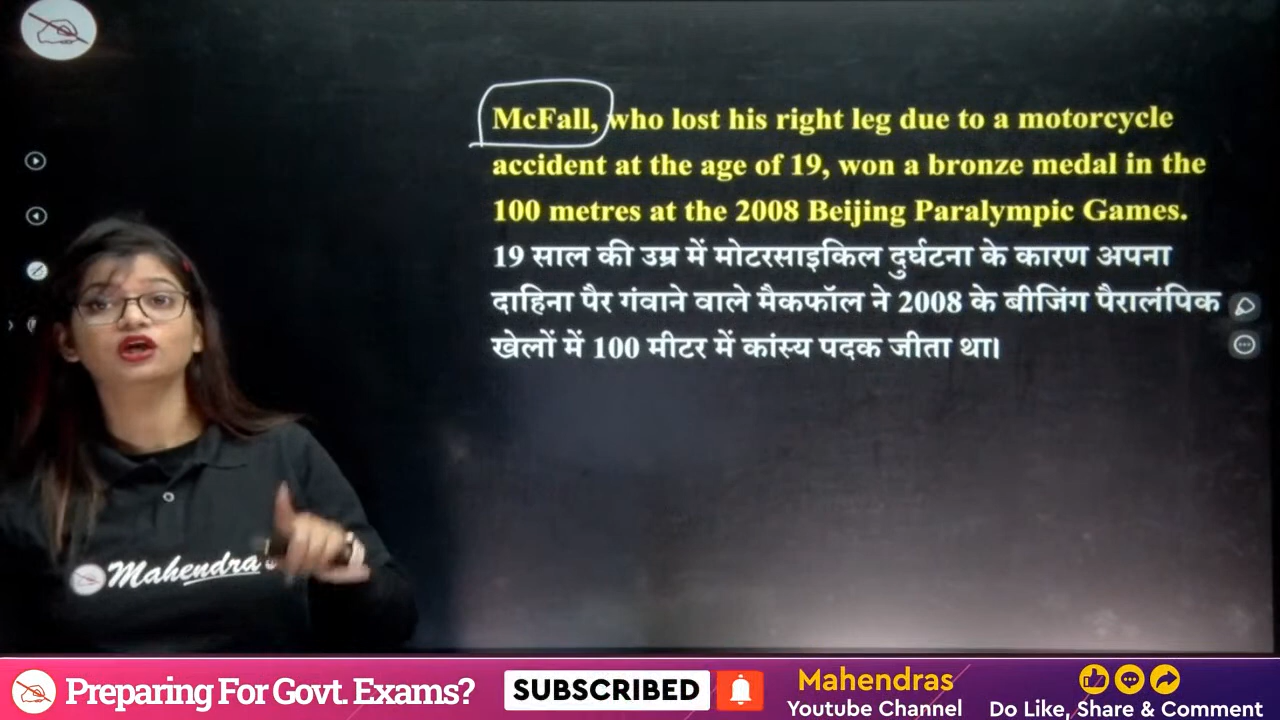 McFall, who lost his right leg due to a motorcycle
accident at the age of 19, won a bronze medal in the
100 metres at the 2008 Beijing Paralympic Games.
19 साल की उम्र में मोटरसाइकिल दुर्घटना के कारण अपना
दाहिना पैर गंवाने वाले मैकफॉल ने 2008 के बीजिंग पैरालंपिक
खेलों में 100 मीटर में कांस्य पदक जीता था।
Mahendra
Preparing For Govt. Exams?
SUBSCRIBED
Mahendras
Youtube Channel
Do Like, Share & Comment